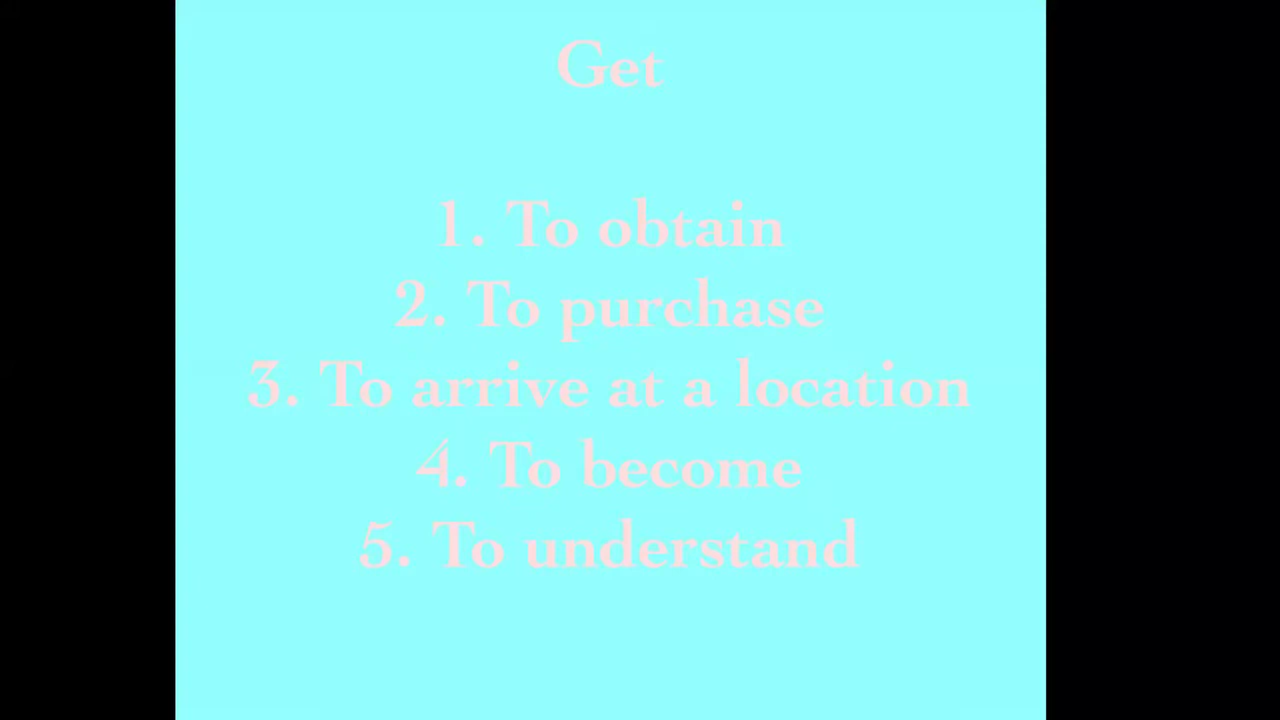 Get
1. To obtain
2. To purchase
3. To arrive at a location
4. To become
5. To understand